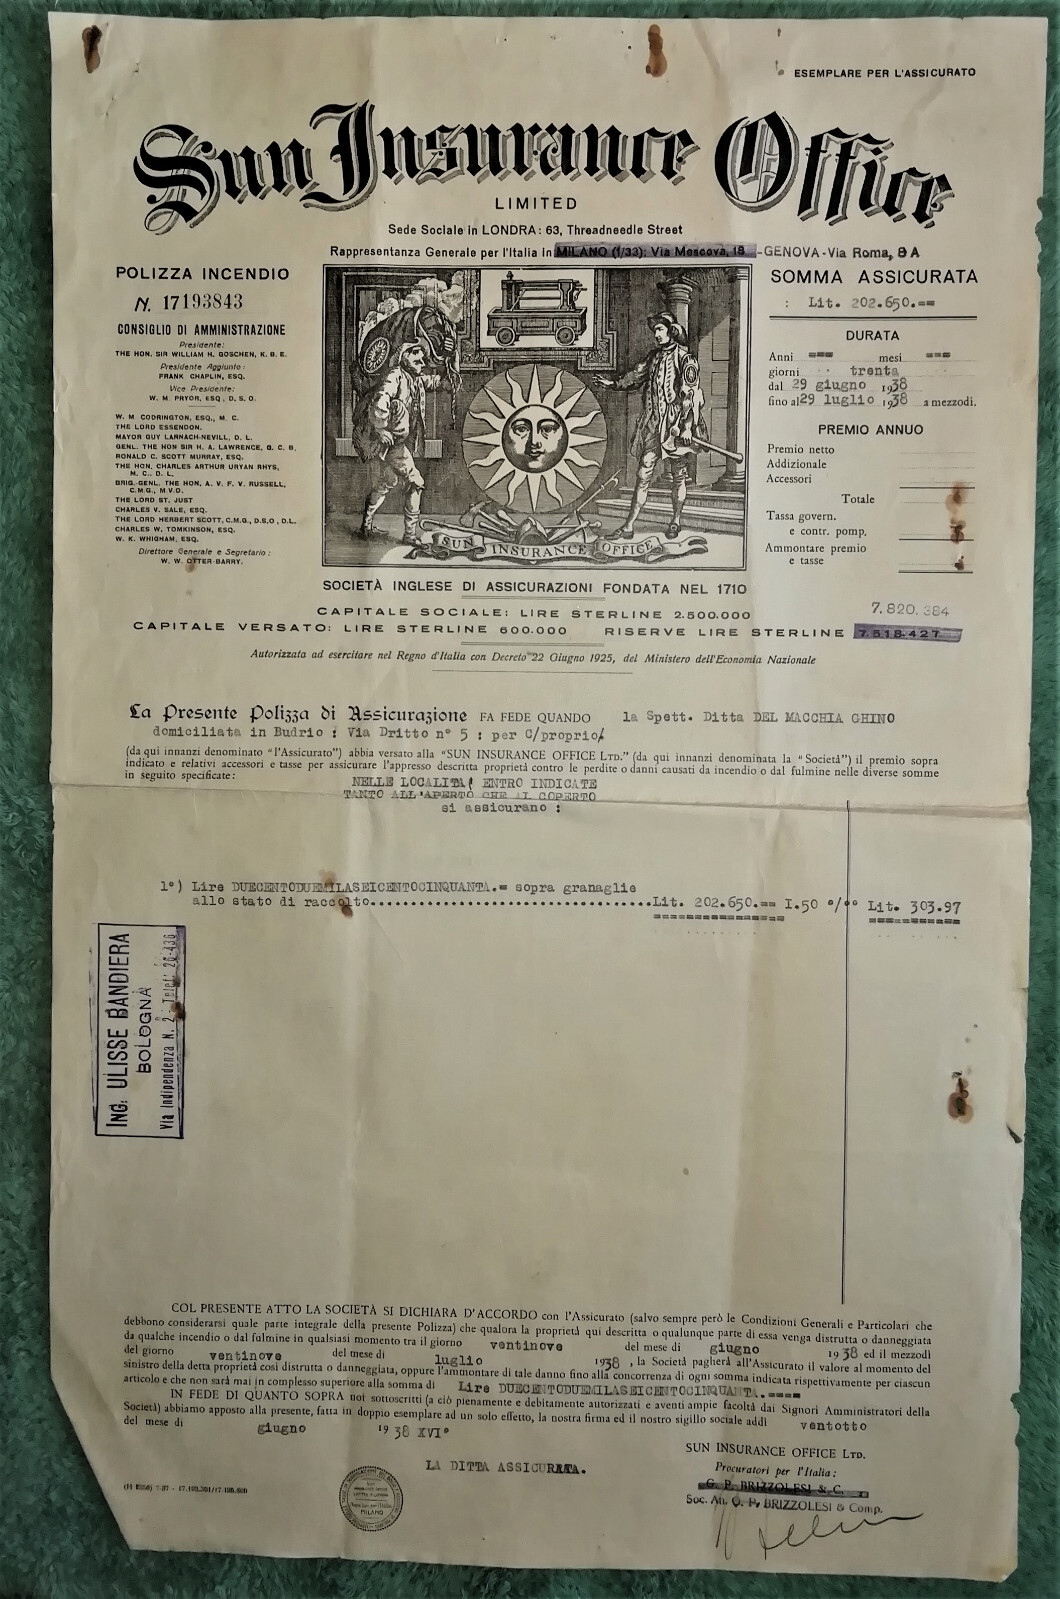 ESEMPLARE PER L'ASSICURATO
Sun Insurance Office
LIMITED
Sede Sociale in LONDRA: 63, Threadneedle Street
Rappresentanza Generale per l'Italia in MILANO (1/33): Via Moscova, 18 - GENOVA - Via Roma, 8 A
POLIZZA INCENDIO
N. 17193843
CONSIGLIO DI AMMINISTRAZIONE
Presidente:
THE HON. SIR WILLIAM H. GOSCHEN, K. B. E.
Presidente Aggiunto:
FRANK CHAPLIN, ESQ.
Vice Presidente:
W. M. PRYOR, ESQ., D. S. O.
W. M. CODRINGTON, ESQ., M. C.
THE LORD ESSENDON.
MAYOR GUY LARNACH-NEVILL, D. L.
GENL. THE HON SIR H. A. LAWRENCE, G. C. B.
RONALD C. SCOTT MURRAY, ESQ.
THE HON. CHARLES ARTHUR URYAN RHYS,
M. C., D. L.
BRIG. GENL. THE HON. A. V. F. V. RUSSELL,
C.M.G., M.V.O.
THE LORD ST. JUST
CHARLES V. SALE, ESQ.
THE LORD HERBERT SCOTT, C.M.G., D.S.O., D.L.
CHARLES W. TOMKINSON, ESQ.
W. K. WHIGHAM, ESQ.
Direttore Generale e Segretario:
W. W. OTTER-BARRY.
SUN INSURANCE OFFICE
SOMMA ASSICURATA
: Lit. 202.650.==
DURATA
Anni === mesi ===
giorni trenta
dal 29 giugno 1938
fino al 29 luglio 1938 a mezzodì.
PREMIO ANNUO
Premio netto
Addizionale
Accessori
Totale
Tassa govern.
e contr. pomp.
Ammontare premio
e tasse
SOCIETÀ INGLESE DI ASSICURAZIONI FONDATA NEL 1710
CAPITALE SOCIALE: LIRE STERLINE 2.500.000
7.820.384
CAPITALE VERSATO: LIRE STERLINE 600.000 RISERVE LIRE STERLINE 7.518.427
Autorizzata ad esercitare nel Regno d'Italia con Decreto 22 Giugno 1925, del Ministero dell'Economia Nazionale
La Presente Polizza di Assicurazione FA FEDE QUANDO la Spett. Ditta DEL MACCHIA GHINO
domiciliata in Budrio : Via Dritto n° 5 : per C/proprio/
(da qui innanzi denominato "l'Assicurato") abbia versato alla "SUN INSURANCE OFFICE LTD." (da qui innanzi denominata la "Società") il premio sopra
indicato e relativi accessori e tasse per assicurare l'appresso descritta proprietà contro le perdite o danni causati da incendio o dal fulmine nelle diverse somme
in seguito specificate:
NELLE LOCALITA' ENTRO INDICATE
TANTO ALL'APERTO CHE AL COPERTO
si assicurano :
1°) Lire DUECENTODUEMILASEICENTOCINQUANTA.= sopra granaglie
allo stato di raccolto..........Lit. 202.650.== I.50 °/°° Lit. 303.97
ING. ULISSE BANDIERA
BOLOGNA
Via Indipendenza N. 2 - Telef. 26-436
COL PRESENTE ATTO LA SOCIETÀ SI DICHIARA D'ACCORDO con l'Assicurato (salvo sempre però le Condizioni Generali e Particolari che
debbono considerarsi quale parte integrale della presente Polizza) che qualora la proprietà qui descritta o qualunque parte di essa venga distrutta o danneggiata
da qualche incendio o dal fulmine in qualsiasi momento tra il giorno ventinove del mese di giugno 1938 ed il mezzodì
del giorno ventinove del mese di luglio 1938, la Società pagherà all'Assicurato il valore al momento del
sinistro della detta proprietà così distrutta o danneggiata, oppure l'ammontare di tale danno fino alla concorrenza di ogni somma indicata rispettivamente per ciascun
articolo e che non sarà mai in complesso superiore alla somma di Lire DUECENTODUEMILASEICENTOCINQUANTA.====
IN FEDE DI QUANTO SOPRA noi sottoscritti (a ciò pienamente e debitamente autorizzati e aventi ampie facoltà dai Signori Amministratori della
Società) abbiamo apposto alla presente, fatta in doppio esemplare ad un solo effetto, la nostra firma ed il nostro sigillo sociale addì ventotto
del mese di giugno 1938 XVI°
LA DITTA ASSICURATA.
SUN INSURANCE OFFICE LTD.
Procuratori per l'Italia:
G. P. BRIZZOLESI & C.
Soc. An. G. P. BRIZZOLESI & Comp.
MILANO